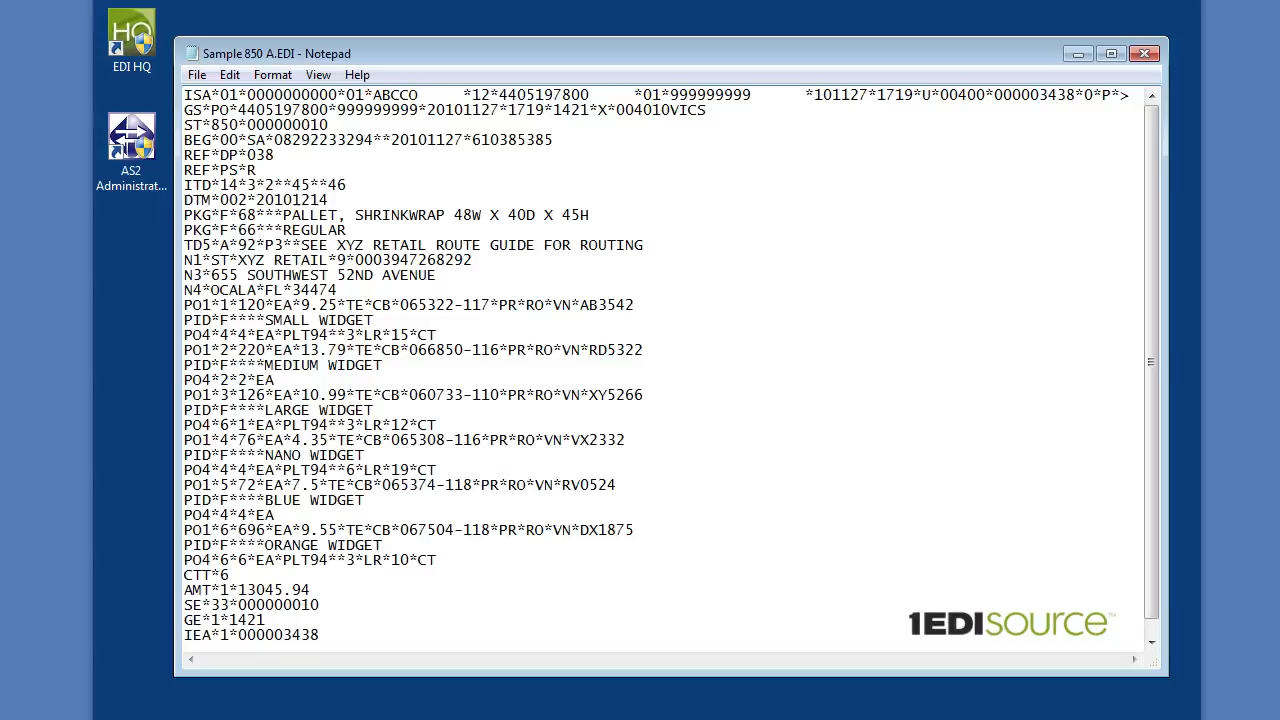 EDI HQ
AS2
Administrat...
Sample 850 A.EDI - Notepad
File Edit Format View Help
ISA*01*0000000000*01*ABCCO     *12*4405197800     *01*999999999      *101127*1719*U*00400*000003438*0*P*>
GS*PO*4405197800*999999999*20101127*1719*1421*X*004010VICS
ST*850*000000010
BEG*00*SA*08292233294**20101127*610385385
REF*DP*038
REF*PS*R
ITD*14*3*2**45**46
DTM*002*20101214
PKG*F*68***PALLET, SHRINKWRAP 48W X 40D X 45H
PKG*F*66***REGULAR
TD5*A*92*P3**SEE XYZ RETAIL ROUTE GUIDE FOR ROUTING
N1*ST*XYZ RETAIL*9*0003947268292
N3*655 SOUTHWEST 52ND AVENUE
N4*OCALA*FL*34474
PO1*1*120*EA*9.25*TE*CB*065322-117*PR*RO*VN*AB3542
PID*F****SMALL WIDGET
PO4*4*4*EA*PLT94**3*LR*15*CT
PO1*2*220*EA*13.79*TE*CB*066850-116*PR*RO*VN*RD5322
PID*F****MEDIUM WIDGET
PO4*2*2*EA
PO1*3*126*EA*10.99*TE*CB*060733-110*PR*RO*VN*XY5266
PID*F****LARGE WIDGET
PO4*6*1*EA*PLT94**3*LR*12*CT
PO1*4*76*EA*4.35*TE*CB*065308-116*PR*RO*VN*VX2332
PID*F****NANO WIDGET
PO4*4*4*EA*PLT94**6*LR*19*CT
PO1*5*72*EA*7.5*TE*CB*065374-118*PR*RO*VN*RV0524
PID*F****BLUE WIDGET
PO4*4*4*EA
PO1*6*696*EA*9.55*TE*CB*067504-118*PR*RO*VN*DX1875
PID*F****ORANGE WIDGET
PO4*6*6*EA*PLT94**3*LR*10*CT
CTT*6
AMT*1*13045.94
SE*33*000000010
GE*1*1421
IEA*1*000003438
1EDISOURCE™